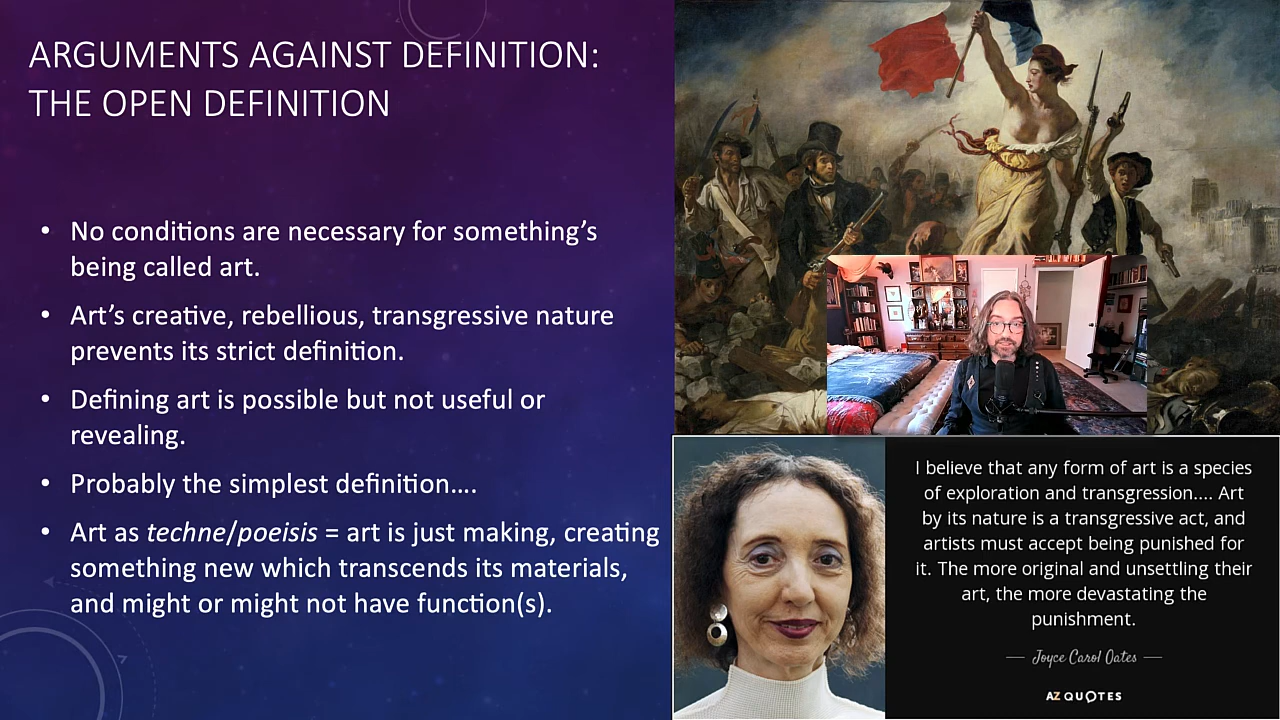 ARGUMENTS AGAINST DEFINITION:
THE OPEN DEFINITION
• No conditions are necessary for something’s
being called art.
• Art’s creative, rebellious, transgressive nature
prevents its strict definition.
• Defining art is possible but not useful or
revealing.
• Probably the simplest definition….
• Art as techne/poeisis = art is just making, creating
something new which transcends its materials,
and might or might not have function(s).
I believe that any form of art is a species
of exploration and transgression.... Art
by its nature is a transgressive act, and
artists must accept being punished for
it. The more original and unsettling their
art, the more devastating the
punishment.
— Joyce Carol Oates —
AZ QUOTES